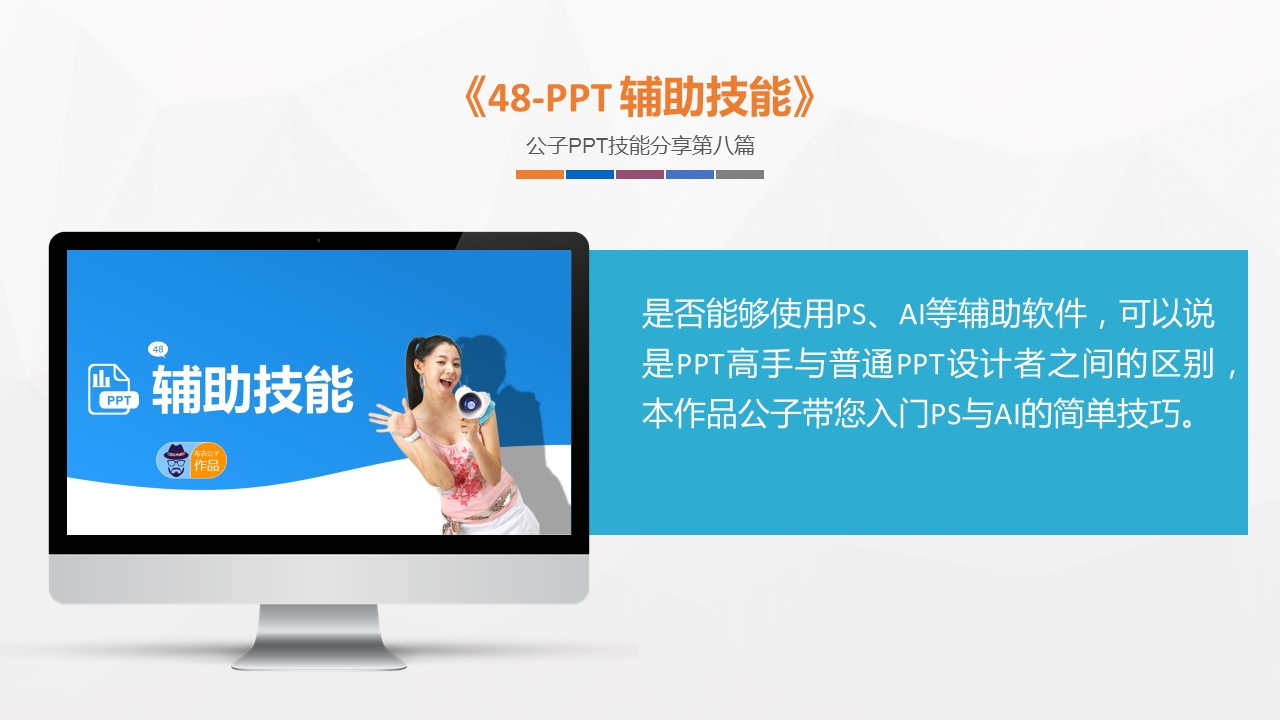 《48-PPT 辅助技能》
公子PPT技能分享第八篇
48
PPT
辅助技能
布衣公子
作品
是否能够使用PS、AI等辅助软件，可以说
是PPT高手与普通PPT设计者之间的区别，
本作品公子带您入门PS与AI的简单技巧。